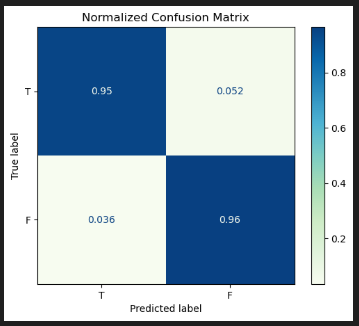 Normalized Confusion Matrix
True label
T
0.95
0.052
F
0.036
0.96
T
F
Predicted label
0.8
0.6
0.4
0.2